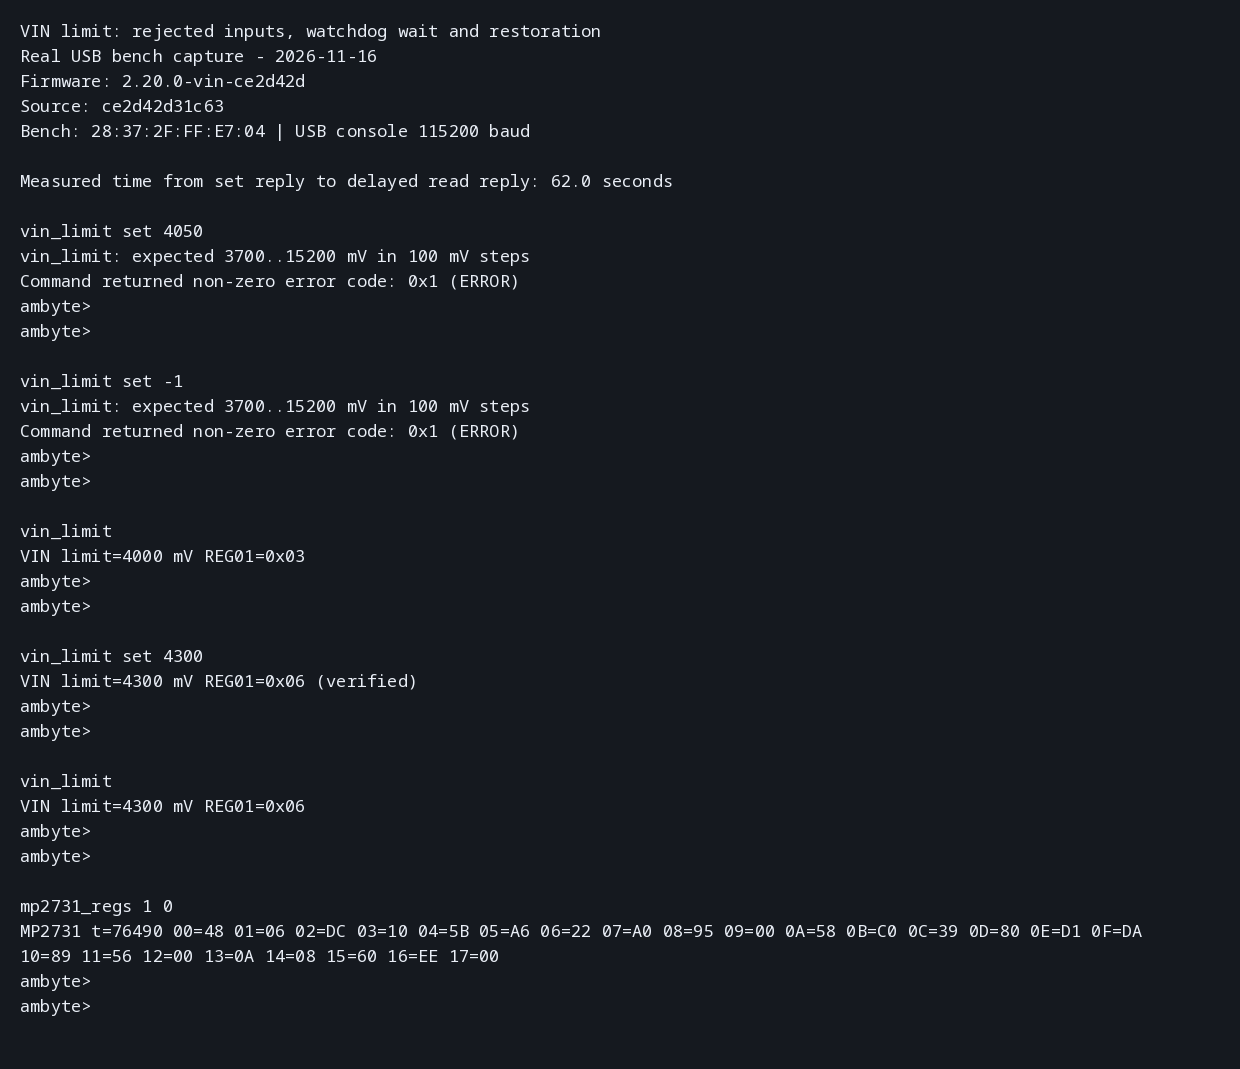 VIN limit: rejected inputs, watchdog wait and restoration
Real USB bench capture - 2026-11-16
Firmware: 2.20.0-vin-ce2d42d
Source: ce2d42d31c63
Bench: 28:37:2F:FF:E7:04 | USB console 115200 baud
Measured time from set reply to delayed read reply: 62.0 seconds
vin_limit set 4050
vin_limit: expected 3700..15200 mV in 100 mV steps
Command returned non-zero error code: 0x1 (ERROR)
ambyte>
ambyte>
vin_limit set -1
vin_limit: expected 3700..15200 mV in 100 mV steps
Command returned non-zero error code: 0x1 (ERROR)
ambyte>
ambyte>
vin_limit
VIN limit=4000 mV REG01=0x03
ambyte>
ambyte>
vin_limit set 4300
VIN limit=4300 mV REG01=0x06 (verified)
ambyte>
ambyte>
vin_limit
VIN limit=4300 mV REG01=0x06
ambyte>
ambyte>
mp2731_regs 1 0
MP2731 t=76490 00=48 01=06 02=DC 03=10 04=5B 05=A6 06=22 07=A0 08=95 09=00 0A=58 0B=C0 0C=39 0D=80 0E=D1 0F=DA
10=89 11=56 12=00 13=0A 14=08 15=60 16=EE 17=00
ambyte>
ambyte>